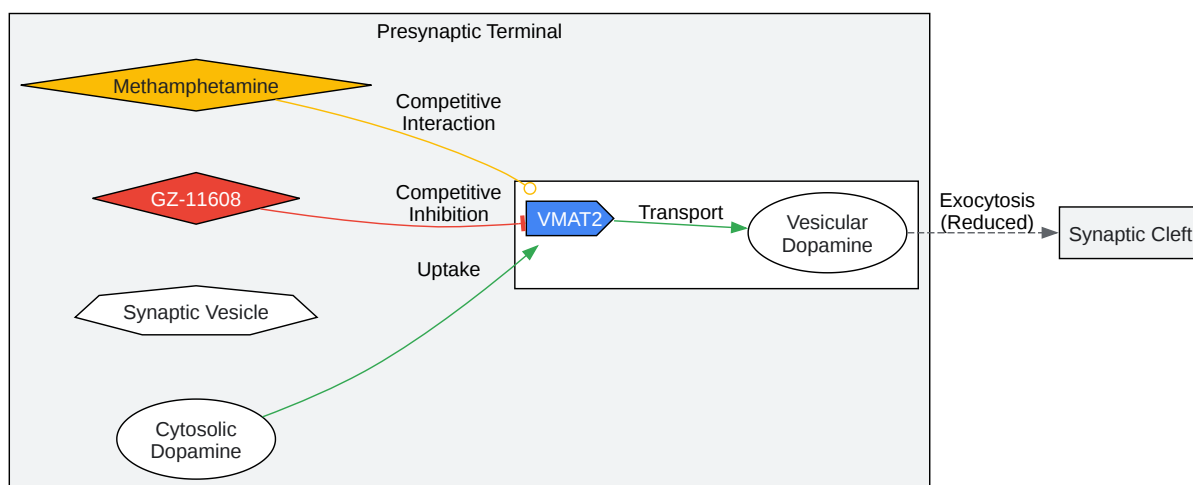 Presynaptic Terminal
Methamphetamine
Competitive
Interaction
GZ-11608
Competitive
Inhibition
VMAT2
Transport
Vesicular
Dopamine
Exocytosis
(Reduced)
Synaptic Cleft
Uptake
Synaptic Vesicle
Cytosolic
Dopamine